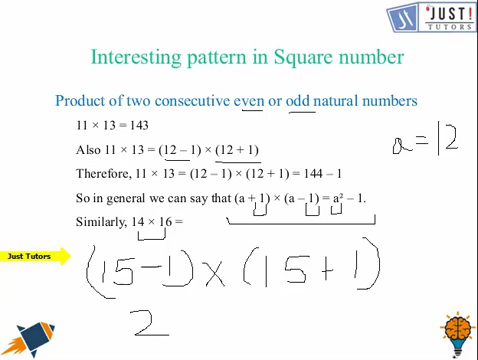 'JUST!
TUTORS
Interesting pattern in Square number
Product of two consecutive even or odd natural numbers
11 × 13 = 143
Also 11 × 13 = (12 – 1) × (12 + 1)
a = 12
Therefore, 11 × 13 = (12 – 1) × (12 + 1) = 144 – 1
So in general we can say that (a + 1) × (a – 1) = a² – 1.
Similarly, 14 × 16 =
Just Tutors
(15 – 1) × (15 + 1)
2